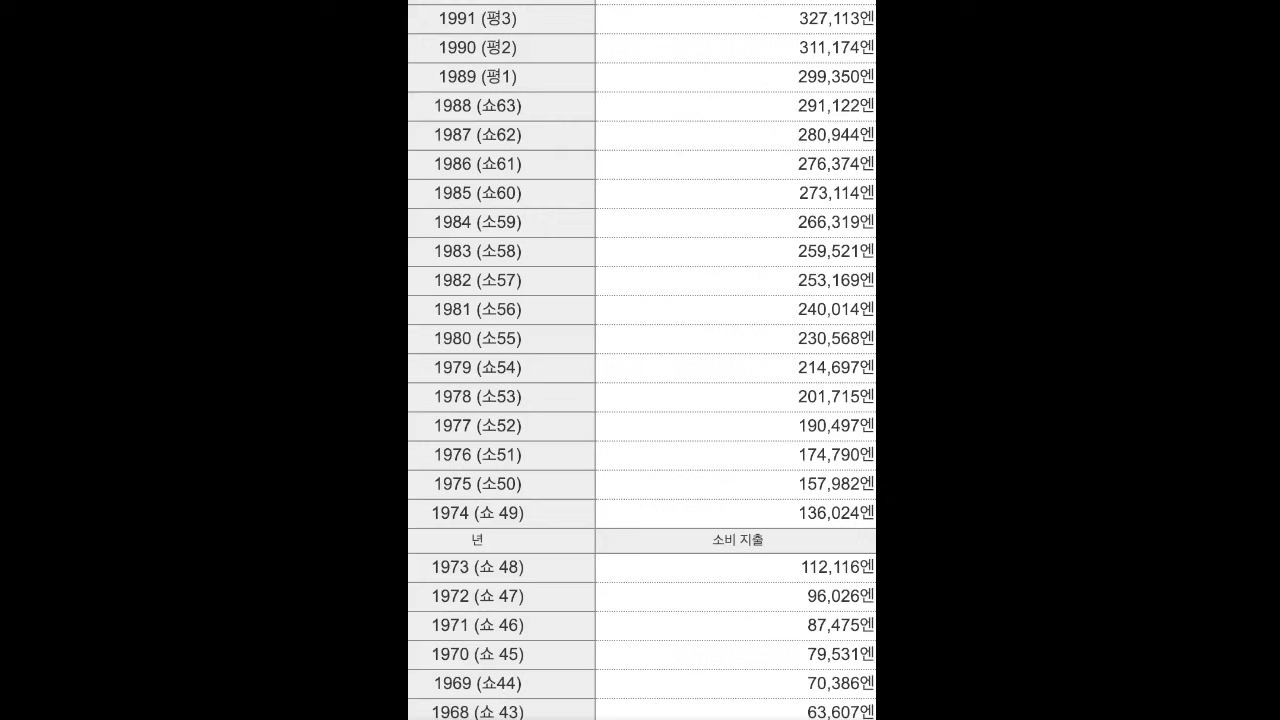 1991 (평3) 327,113엔
1990 (평2) 311,174엔
1989 (평1) 299,350엔
1988 (쇼63) 291,122엔
1987 (쇼62) 280,944엔
1986 (쇼61) 276,374엔
1985 (쇼60) 273,114엔
1984 (소59) 266,319엔
1983 (소58) 259,521엔
1982 (소57) 253,169엔
1981 (소56) 240,014엔
1980 (소55) 230,568엔
1979 (쇼54) 214,697엔
1978 (소53) 201,715엔
1977 (소52) 190,497엔
1976 (소51) 174,790엔
1975 (소50) 157,982엔
1974 (쇼 49) 136,024엔
년 소비 지출
1973 (쇼 48) 112,116엔
1972 (쇼 47) 96,026엔
1971 (쇼 46) 87,475엔
1970 (쇼 45) 79,531엔
1969 (쇼44) 70,386엔
1968 (쇼 43) 63,607엔